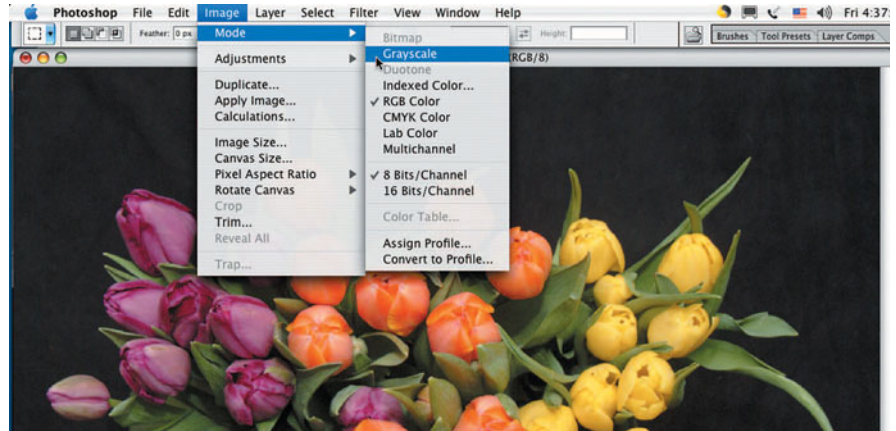 Photoshop File Edit Image Layer Select Filter View Window Help Fri 4:37
Feather: 0 px Height: Brushes Tool Presets Layer Comps
(RGB/8)
Mode
Adjustments
Duplicate...
Apply Image...
Calculations...
Image Size...
Canvas Size...
Pixel Aspect Ratio
Rotate Canvas
Crop
Trim...
Reveal All
Trap...
Bitmap
Grayscale
Duotone
Indexed Color...
RGB Color
CMYK Color
Lab Color
Multichannel
8 Bits/Channel
16 Bits/Channel
Color Table...
Assign Profile...
Convert to Profile...